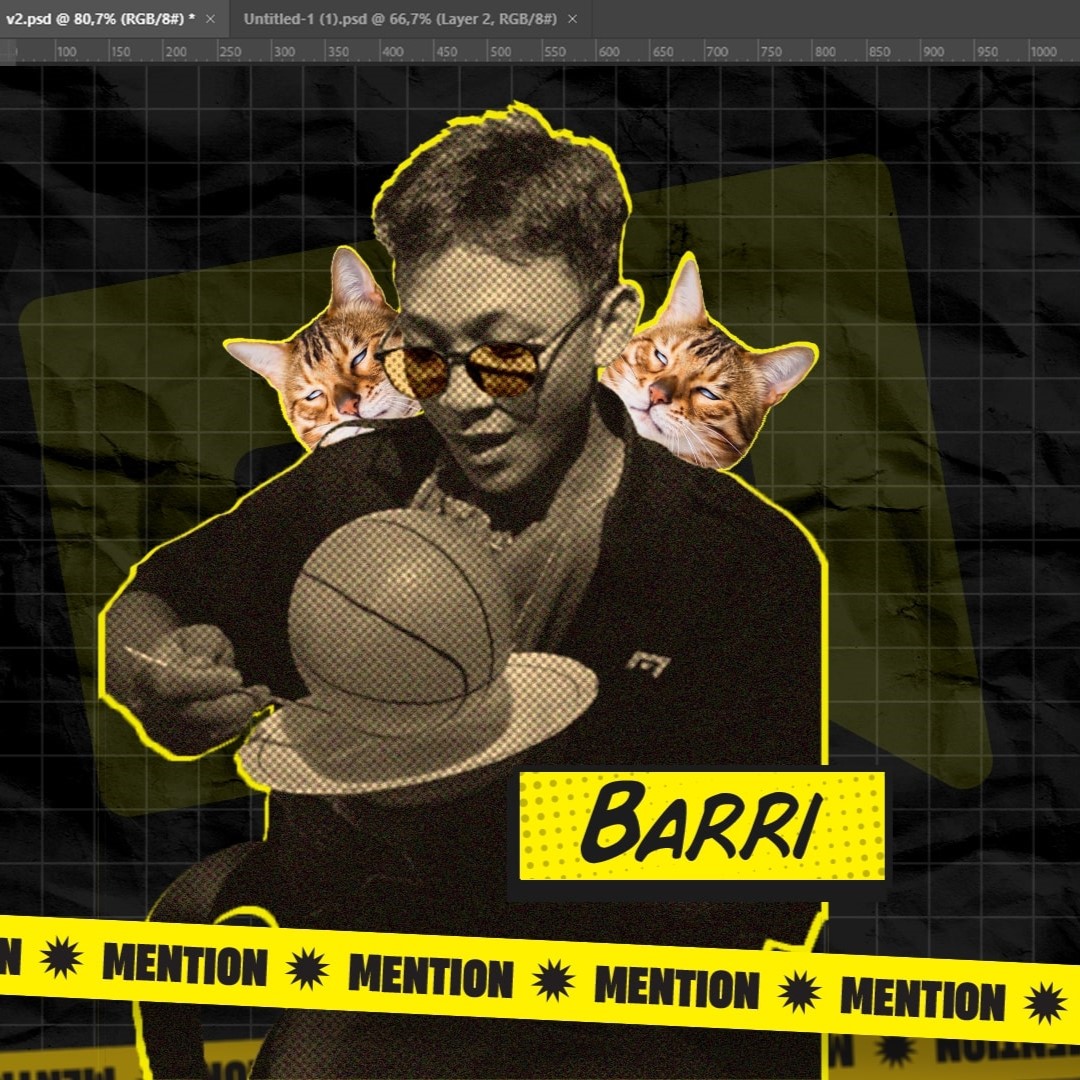 v2.psd @ 80,7% (RGB/8#) * ×
Untitled-1 (1).psd @ 66,7% (Layer 2, RGB/8#) ×
100 150 200 250 300 350 400 450 500 550 600 650 700 750 800 850 900 950 1000
BARRI
N MENTION MENTION MENTION MENTION